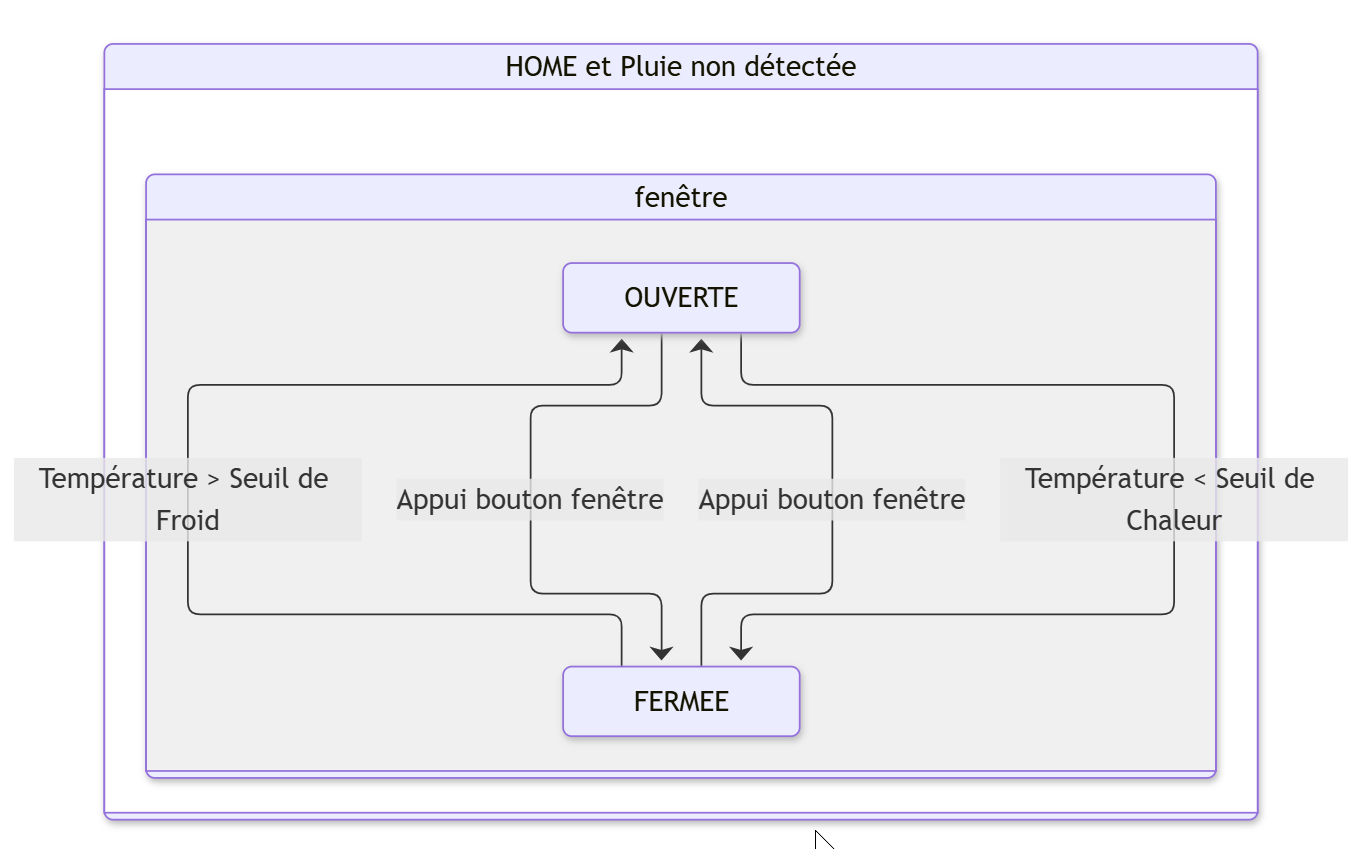 HOME et Pluie non détectée
fenêtre
OUVERTE
Température > Seuil de
Froid
Appui bouton fenêtre
Appui bouton fenêtre
Température < Seuil de
Chaleur
FERMEE